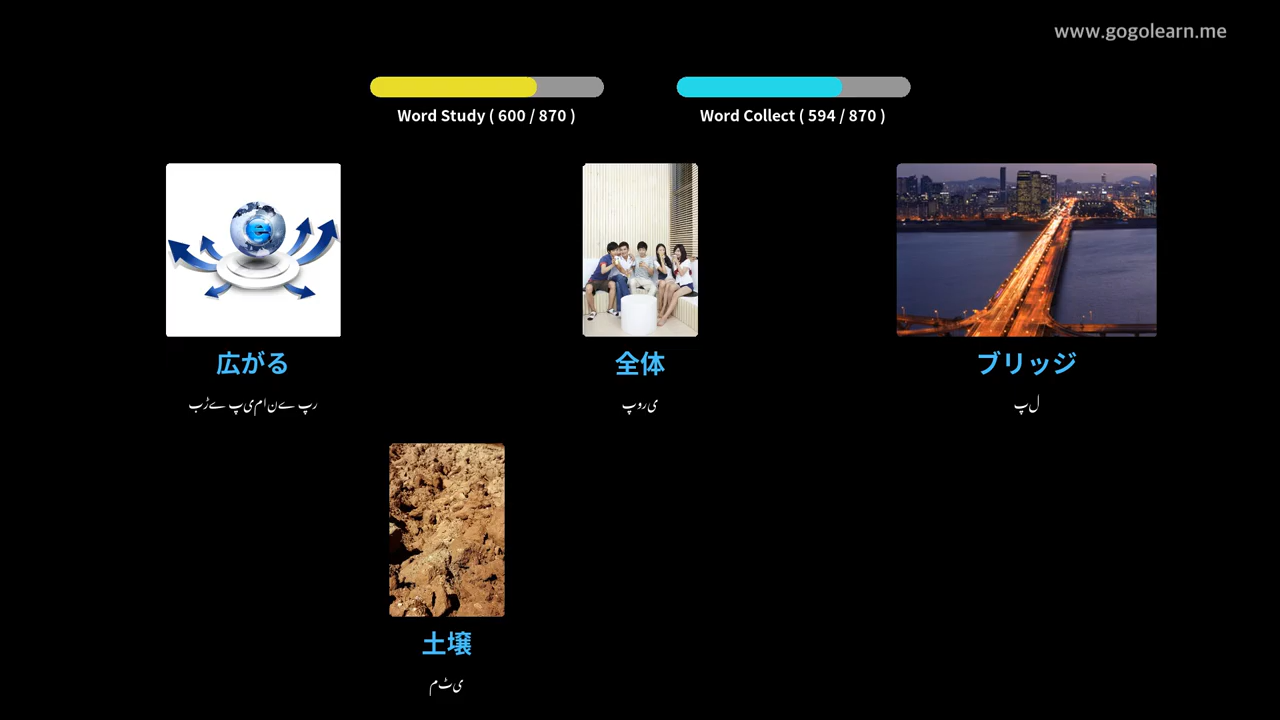 www.gogolearn.me
Word Study ( 600 / 870 )
Word Collect ( 594 / 870 )
広がる
全体
ブリッジ
بڑے پیمانے پر
پوری
پل
土壌
مٹی